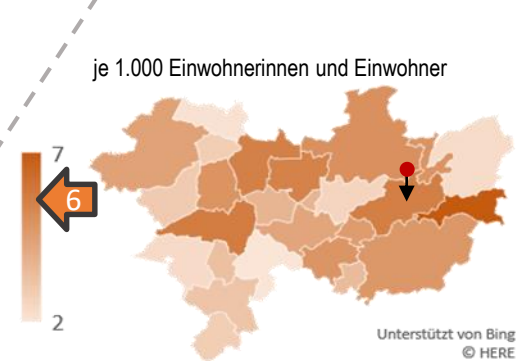 je 1.000 Einwohnerinnen und Einwohner
7
6
2
Unterstützt von Bing
© HERE